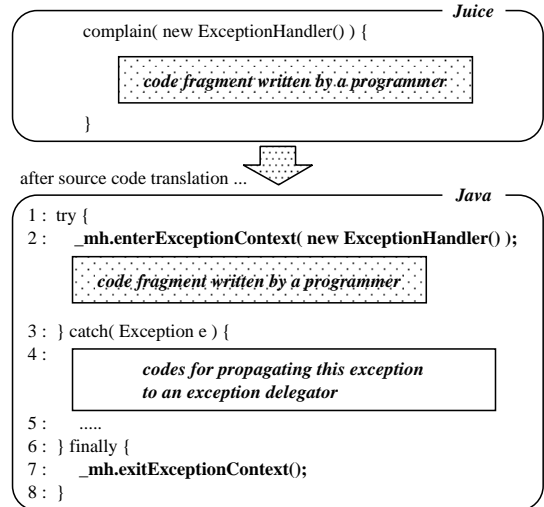 Juice
complain( new ExceptionHandler() ) {
code fragment written by a programmer
}
after source code translation ...
Java
1 : try {
2 : _mh.enterExceptionContext( new ExceptionHandler() );
code fragment written by a programmer
3 : } catch( Exception e ) {
4 :
codes for propagating this exception
to an exception delegator
5 : .....
6 : } finally {
7 : _mh.exitExceptionContext();
8 : }